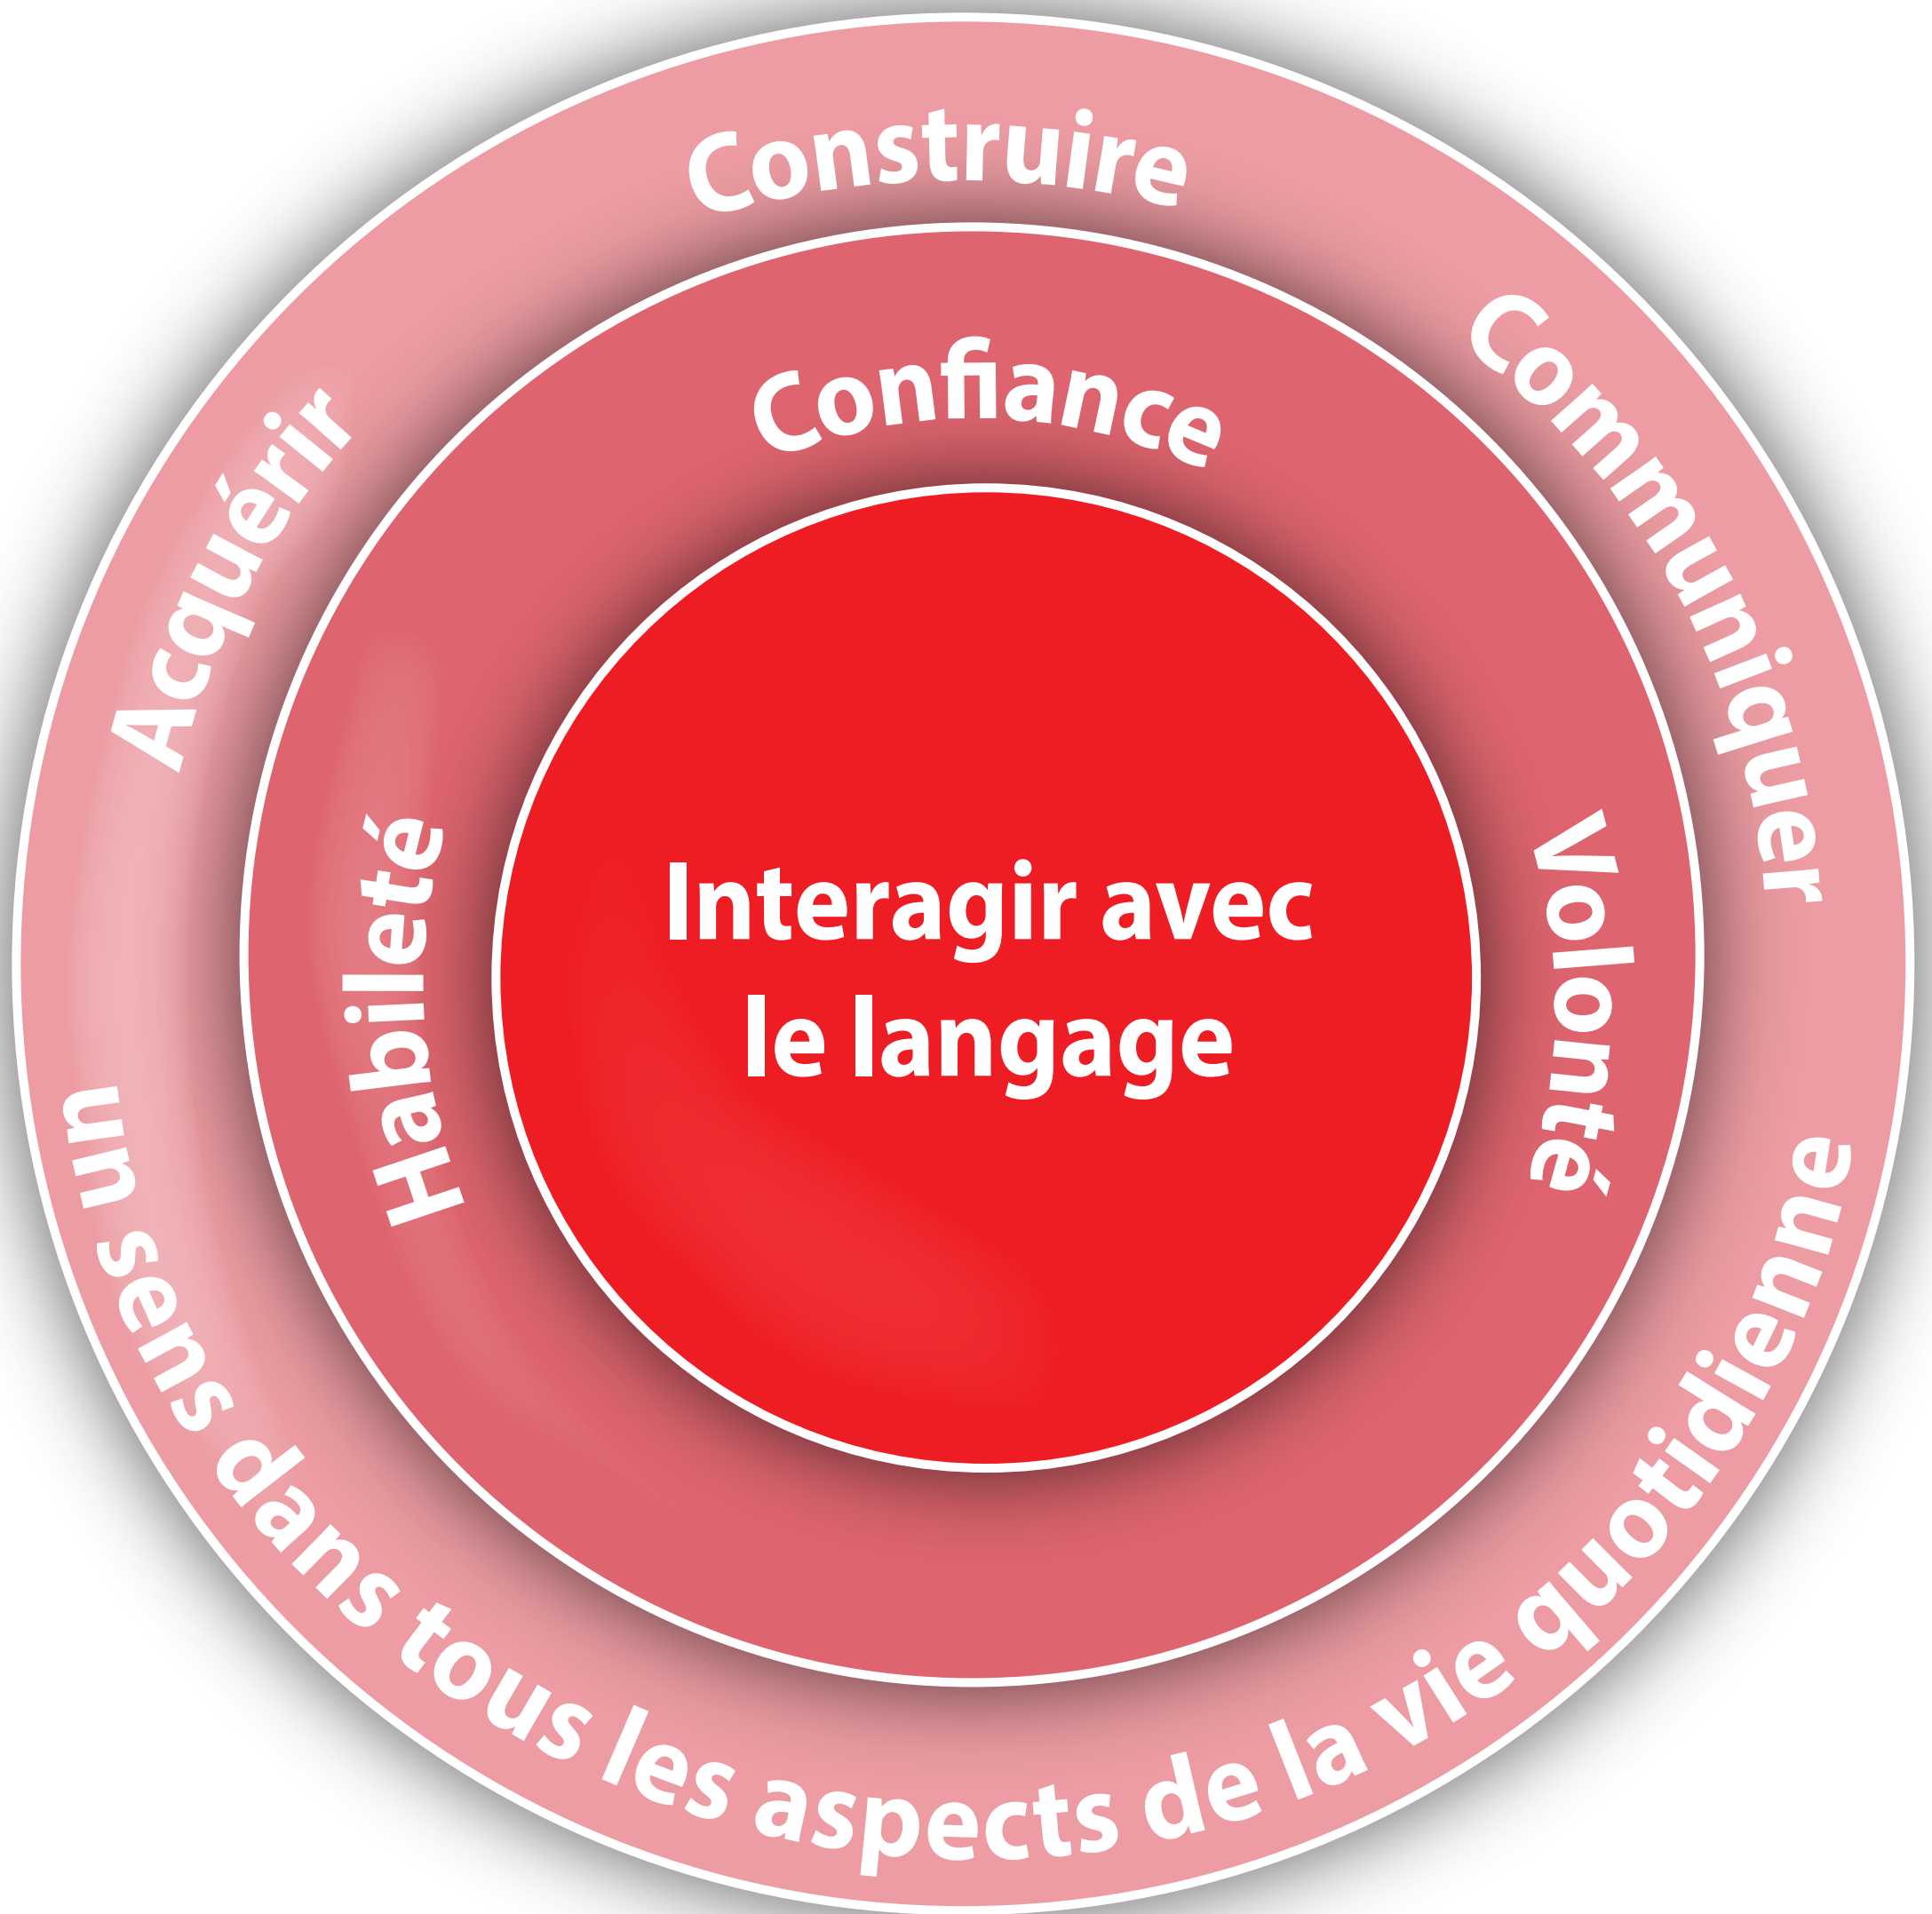 Acquérir
Construire
Communiquer
un sens dans tous les aspects de la vie quotidienne
Habileté
Confiance
Volonté
Interagir avec
le langage